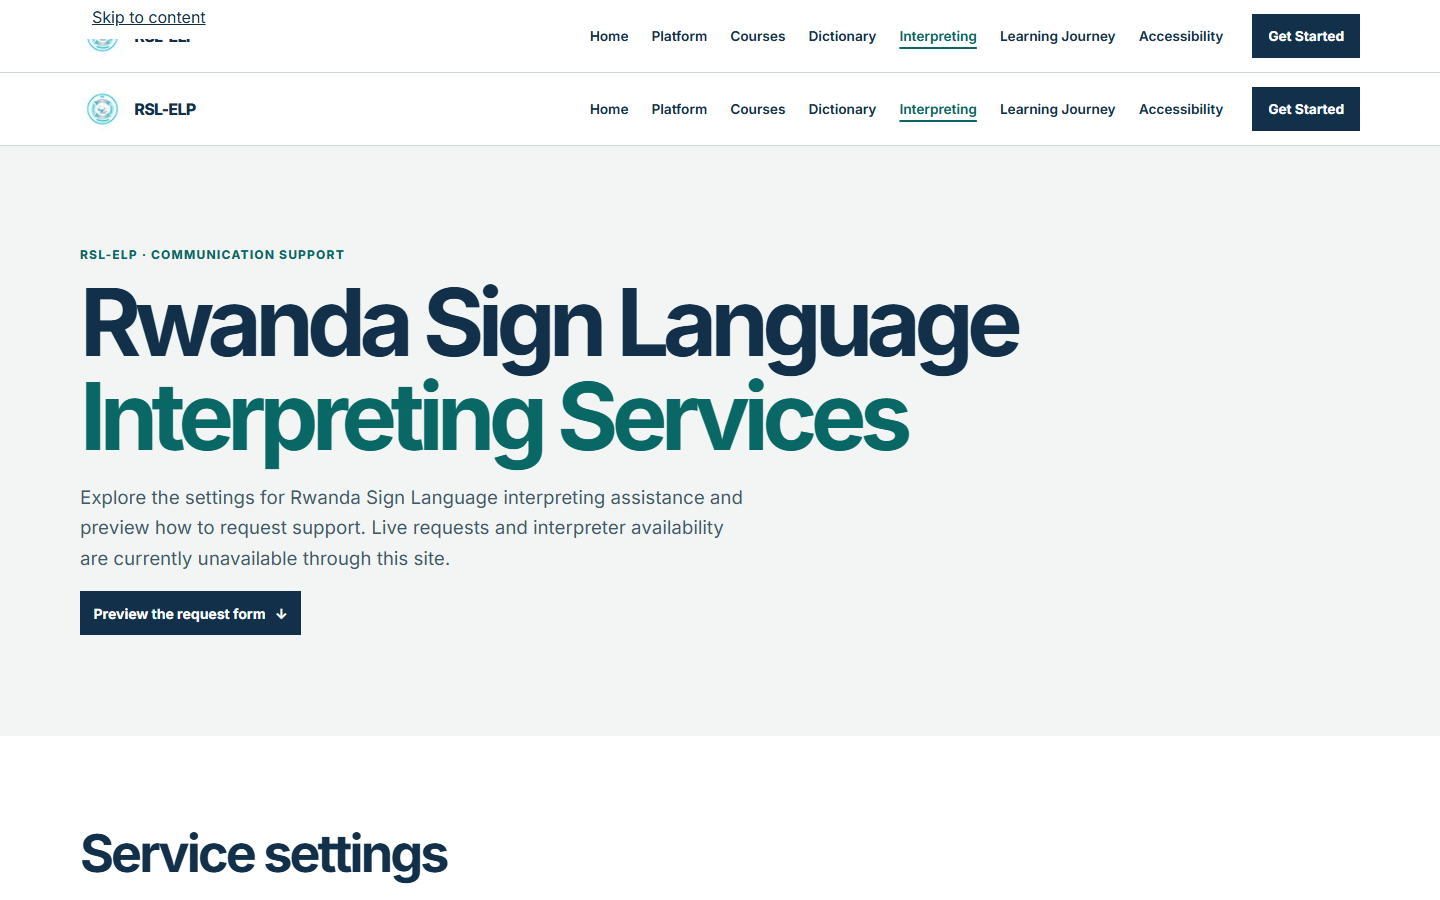 Skip to content
Home Platform Courses Dictionary Interpreting Learning Journey Accessibility Get Started
RSL-ELP Home Platform Courses Dictionary Interpreting Learning Journey Accessibility Get Started
RSL-ELP · COMMUNICATION SUPPORT
Rwanda Sign Language
Interpreting Services
Explore the settings for Rwanda Sign Language interpreting assistance and
preview how to request support. Live requests and interpreter availability
are currently unavailable through this site.
Preview the request form ↓
Service settings